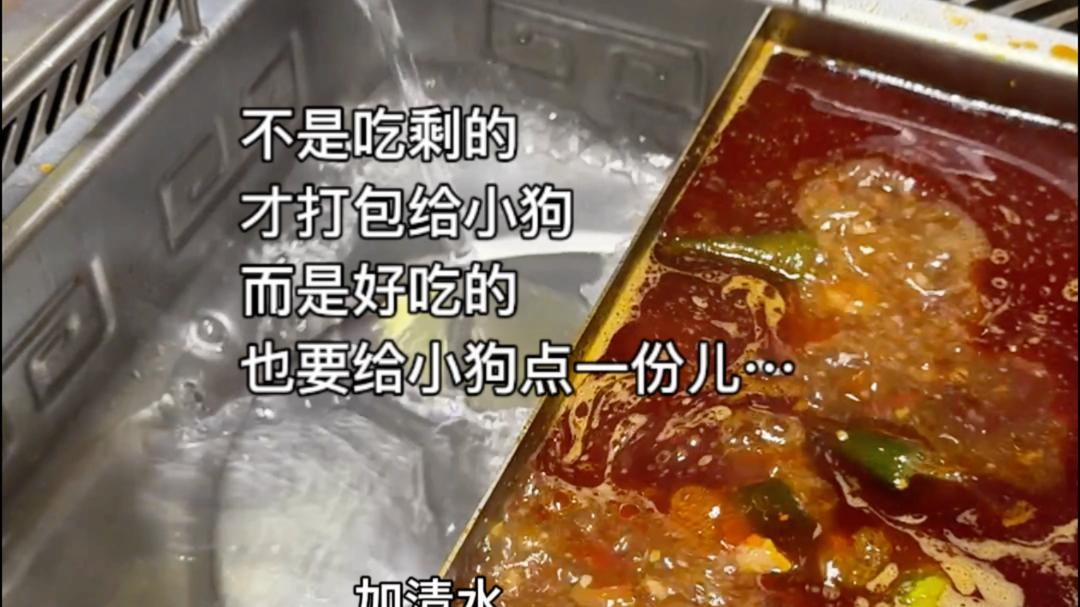 不是吃剩的
才打包给小狗
而是好吃的
也要给小狗点一份儿…
加清水